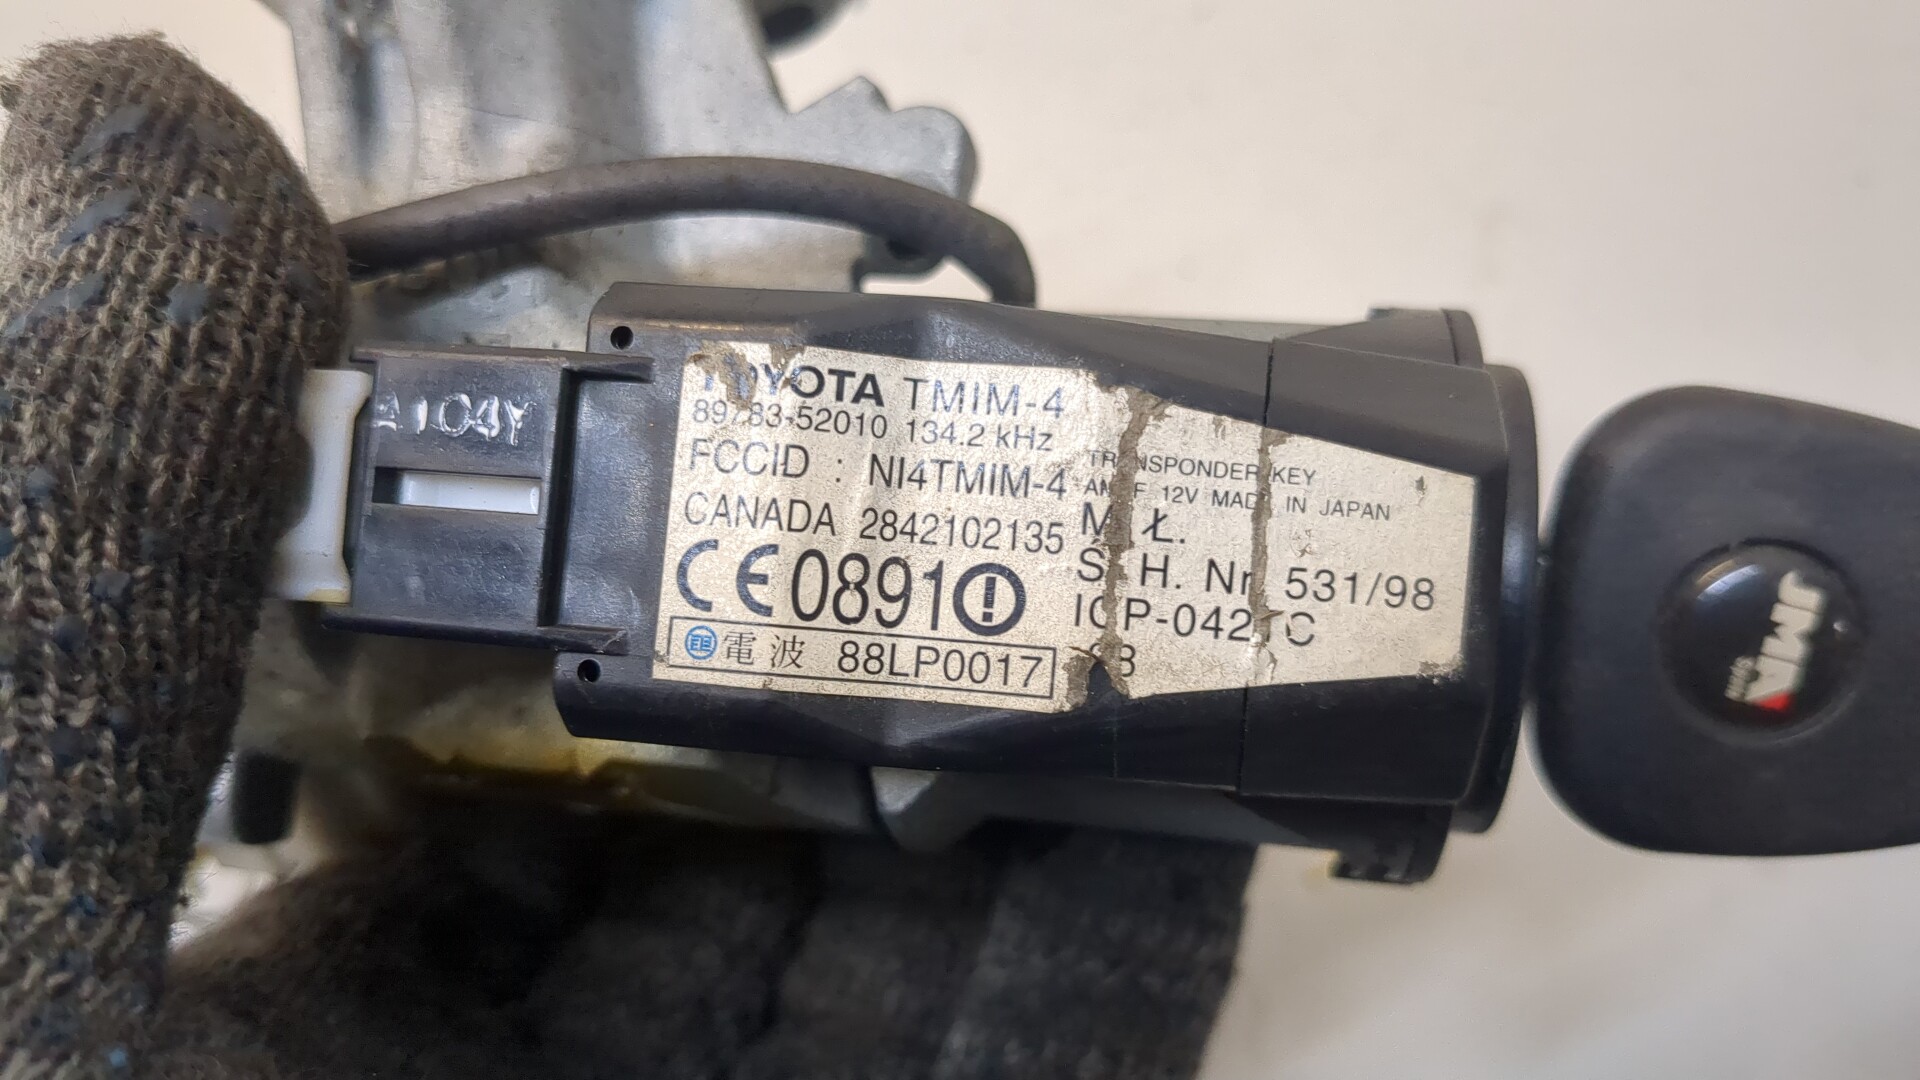 A104Y
TOYOTA TMIM-4
89783-52010 134.2 kHz
FCCID : NI4TMIM-4
CANADA 2842102135
CE0891
電波 88LP0017
TRANSPONDER KEY
12V MADE IN JAPAN
Ł.
H. Nr 531/98
JMA